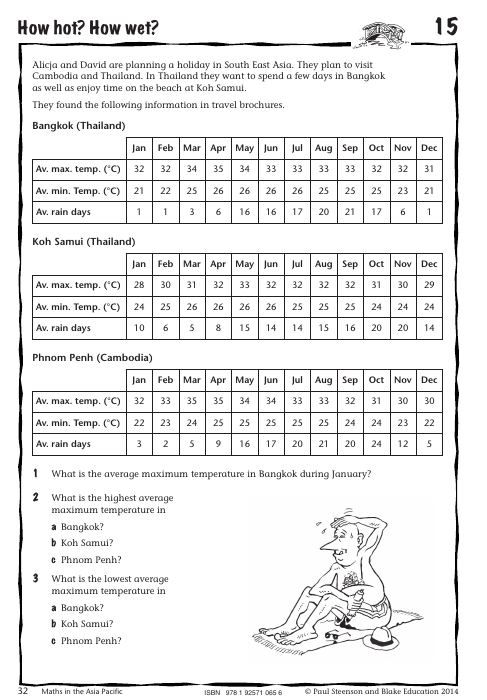 How hot? How wet?
15
Alicja and David are planning a holiday in South East Asia. They plan to visit
Cambodia and Thailand. In Thailand they want to spend a few days in Bangkok
as well as enjoy time on the beach at Koh Samui.
They found the following information in travel brochures.
Bangkok (Thailand)
Jan Feb Mar Apr May Jun Jul Aug Sep Oct Nov Dec
Av. max. temp. (°C) 32 32 34 35 34 33 33 33 33 32 32 31
Av. min. Temp. (°C) 21 22 25 26 26 26 26 26 25 25 23 21
Av. rain days 1 1 3 6 16 16 17 20 21 17 6 1
Koh Samui (Thailand)
Jan Feb Mar Apr May Jun Jul Aug Sep Oct Nov Dec
Av. max. temp. (°C) 28 30 31 32 33 32 32 32 32 31 30 29
Av. min. Temp. (°C) 24 25 26 26 26 25 25 25 25 24 24 24
Av. rain days 10 6 5 8 15 14 14 15 16 20 20 14
Phnom Penh (Cambodia)
Jan Feb Mar Apr May Jun Jul Aug Sep Oct Nov Dec
Av. max. temp. (°C) 32 33 35 35 34 34 33 33 32 31 30 30
Av. min. Temp. (°C) 22 23 24 25 25 25 25 25 24 24 23 22
Av. rain days 3 2 5 9 16 17 20 21 20 24 12 5
1 What is the average maximum temperature in Bangkok during January?
2 What is the highest average
maximum temperature in
a Bangkok?
b Koh Samui?
c Phnom Penh?
3 What is the lowest average
maximum temperature in
a Bangkok?
b Koh Samui?
c Phnom Penh?
32 Maths in the Asia Pacific ISBN 978 1 92571 065 6 © Paul Steenson and Blake Education 2014